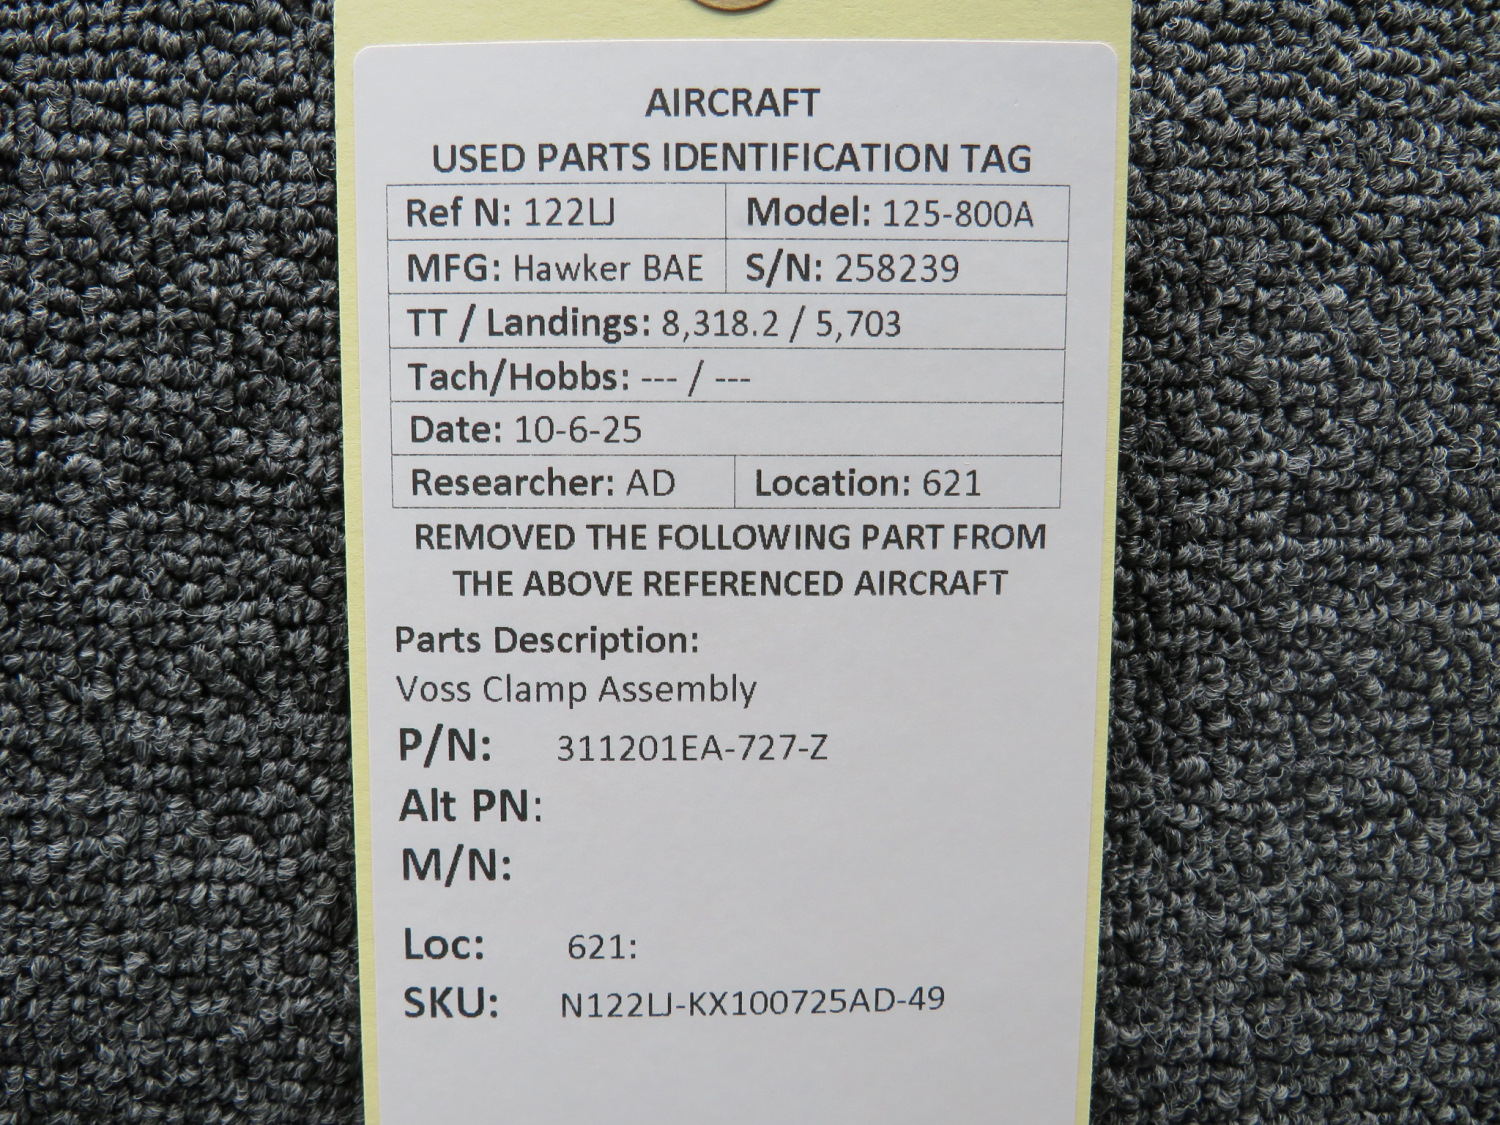 AIRCRAFT
USED PARTS IDENTIFICATION TAG
Ref N: 122LJ Model: 125-800A
MFG: Hawker BAE S/N: 258239
TT / Landings: 8,318.2 / 5,703
Tach/Hobbs: --- / ---
Date: 10-6-25
Researcher: AD Location: 621
REMOVED THE FOLLOWING PART FROM
THE ABOVE REFERENCED AIRCRAFT
Parts Description:
Voss Clamp Assembly
P/N: 311201EA-727-Z
Alt PN:
M/N:
Loc: 621:
SKU: N122LJ-KX100725AD-49